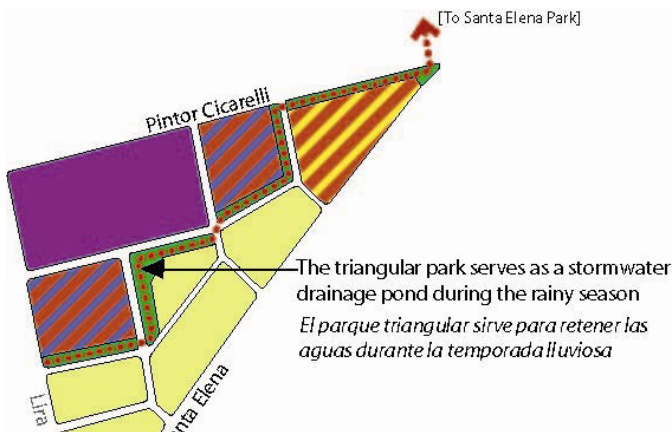 [To Santa Elena Park]
Pintor Cicarelli
The triangular park serves as a stormwater
drainage pond during the rainy season
El parque triangular sirve para retener las
aguas durante la temporada lluviosa
Lira
nta Elena